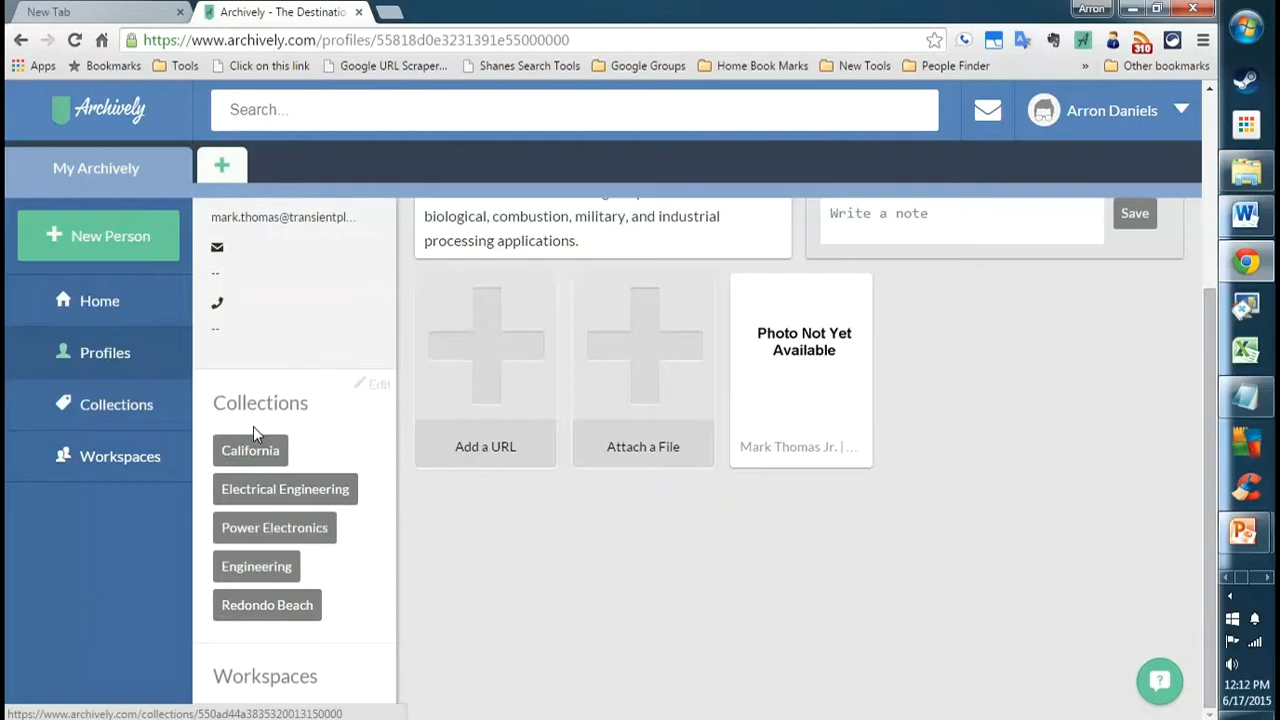 New Tab
Archively - The Destinatio
Arron
https://www.archively.com/profiles/55818d0e3231391e55000000
310
Apps
Bookmarks
Tools
Click on this link
Google URL Scraper...
Shanes Search Tools
Google Groups
Home Book Marks
New Tools
People Finder
»
Other bookmarks
Archively
Search...
Arron Daniels
My Archively
New Person
Home
Profiles
Collections
Workspaces
mark.thomas@transientpl...
--
--
Edit
Collections
California
Electrical Engineering
Power Electronics
Engineering
Redondo Beach
Workspaces
biological, combustion, military, and industrial
processing applications.
Write a note
Save
Add a URL
Attach a File
Photo Not Yet
Available
Mark Thomas Jr. | ...
https://www.archively.com/collections/550ad44a3835320013150000
12:12 PM
6/17/2015